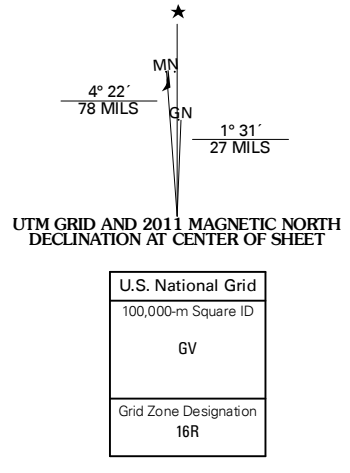 MN
GN
4° 22´
78 MILS
1° 31´
27 MILS
UTM GRID AND 2011 MAGNETIC NORTH
DECLINATION AT CENTER OF SHEET
U.S. National Grid
100,000-m Square ID
GV
Grid Zone Designation
16R